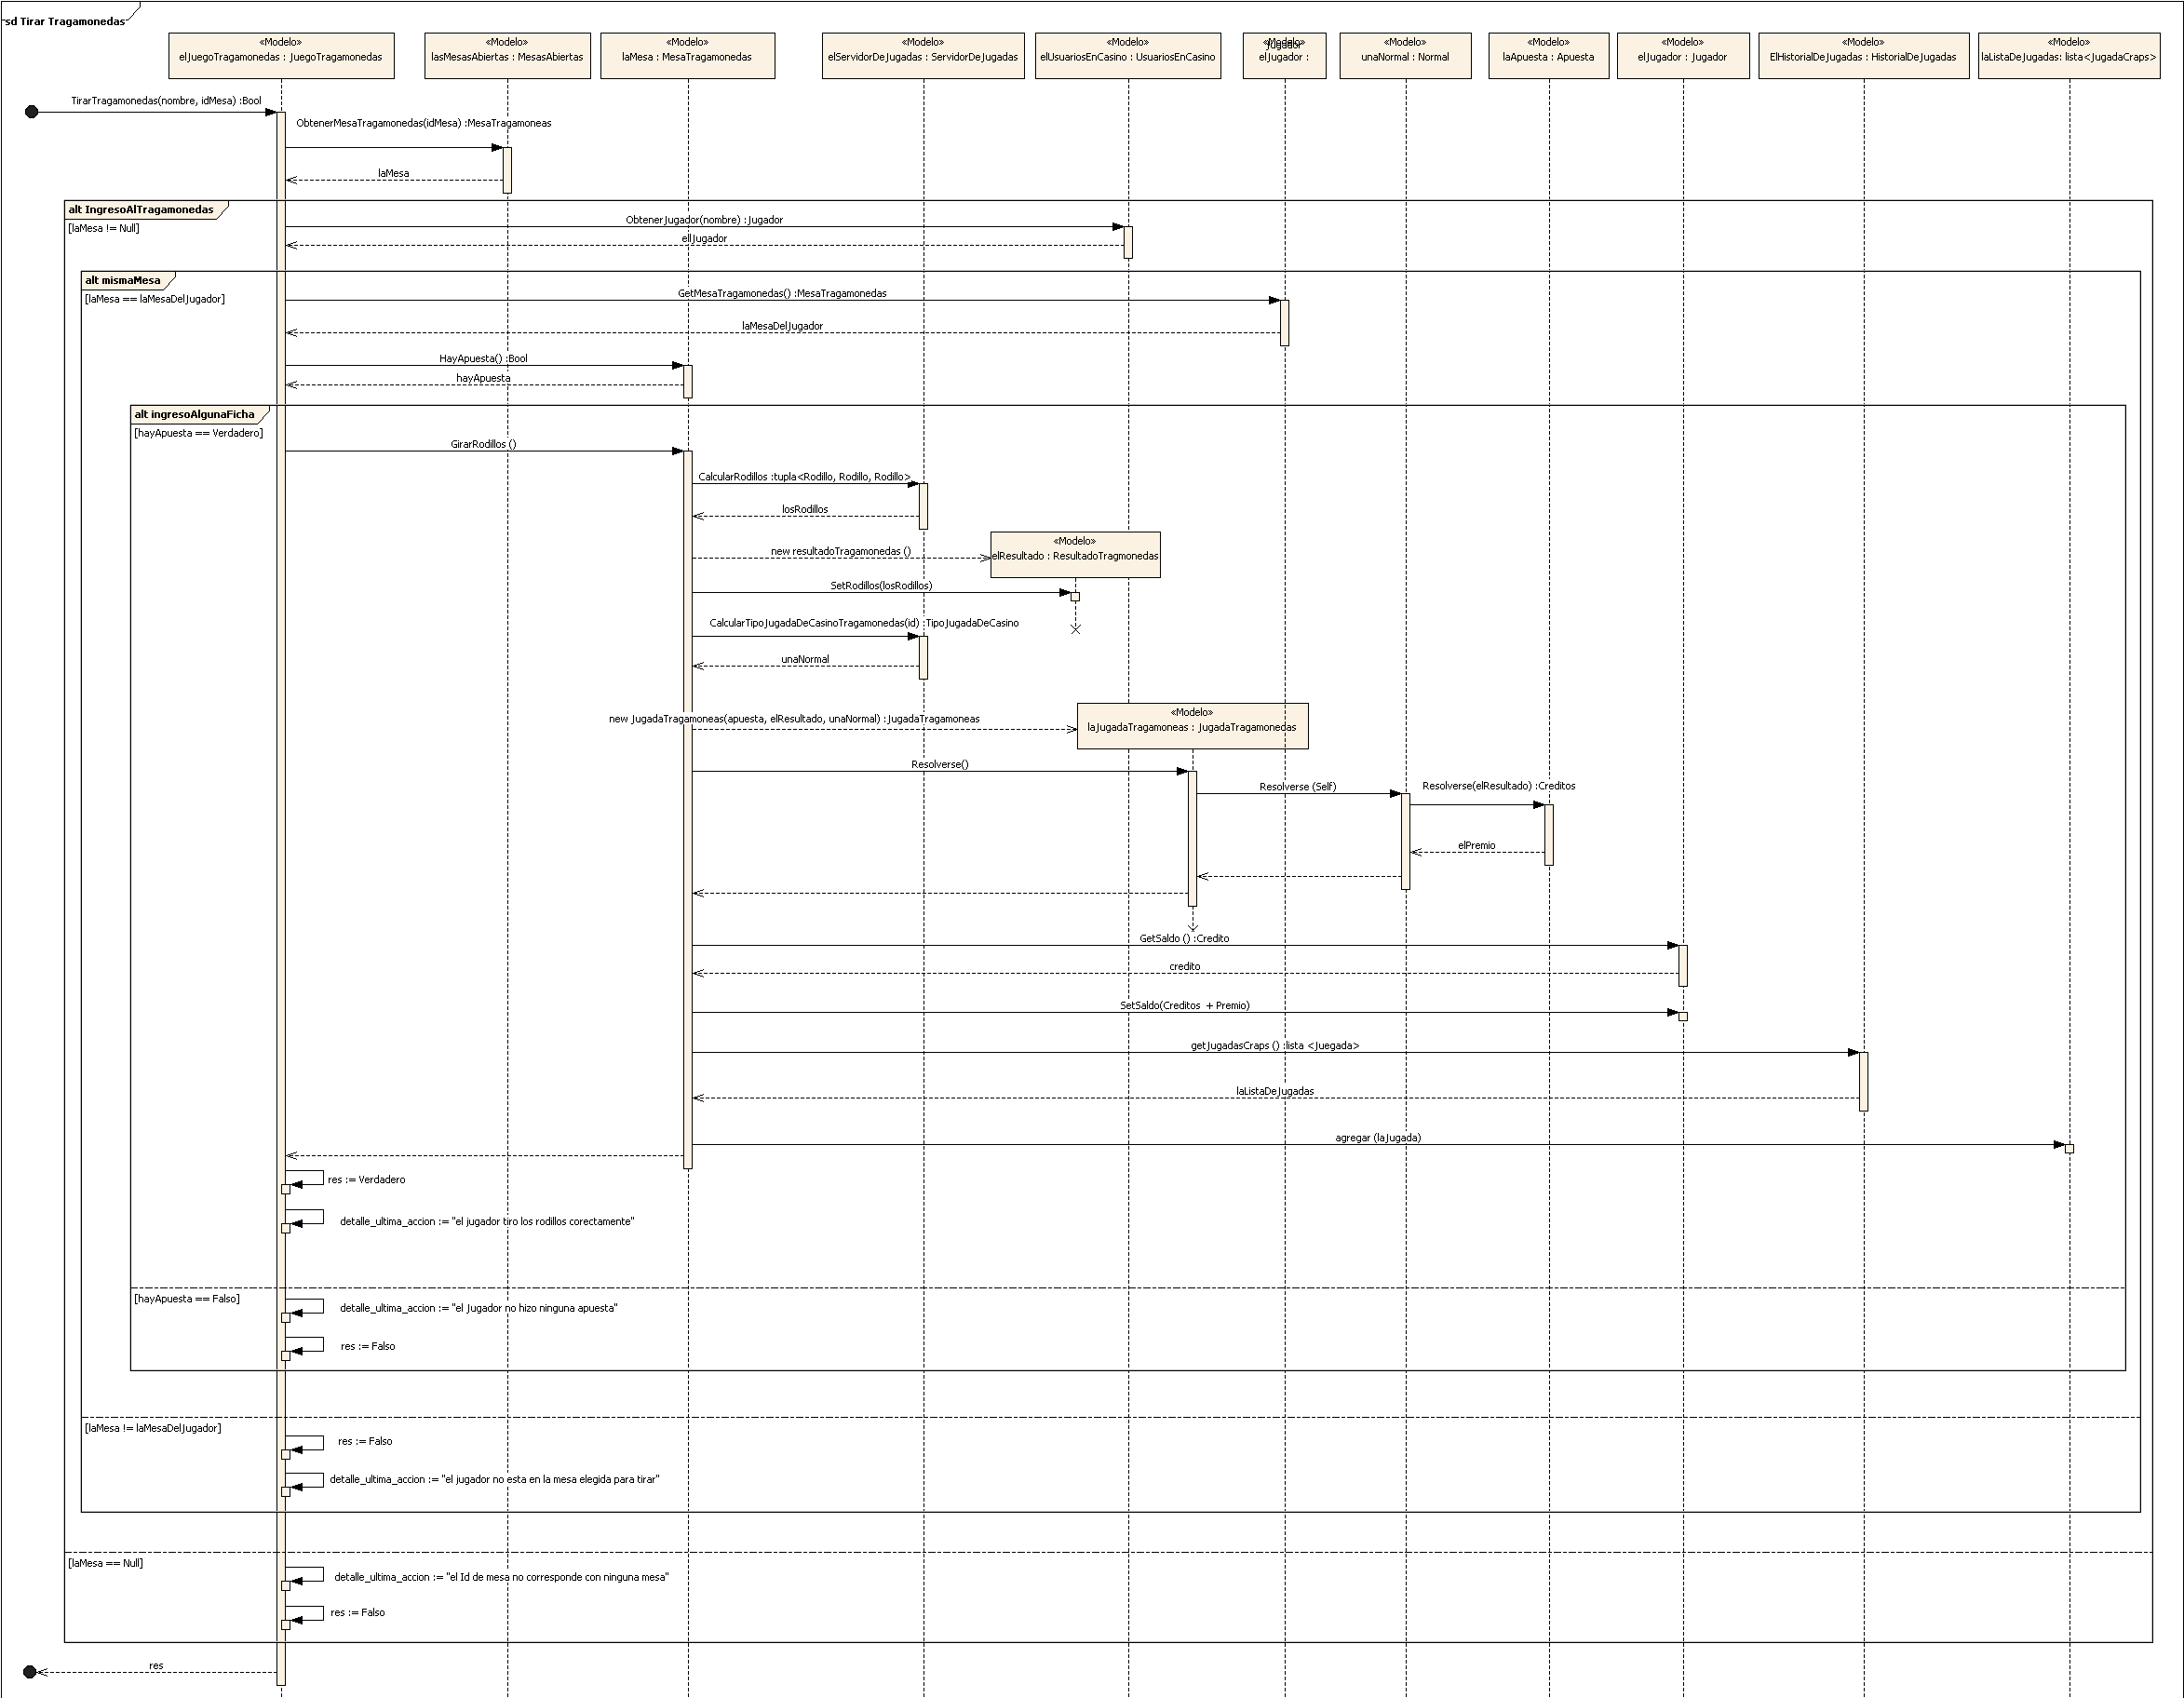 sd Tirar Tragamonedas
«Modelo»
elJuegoTragamonedas : JuegoTragamonedas
«Modelo»
lasMesasAbiertas : MesasAbiertas
«Modelo»
laMesa : MesaTragamonedas
«Modelo»
elServidorDeJugadas : ServidorDeJugadas
«Modelo»
elUsuariosEnCasino : UsuariosEnCasino
«Modelo»
Jugador
elJugador :
«Modelo»
unaNormal : Normal
«Modelo»
laApuesta : Apuesta
«Modelo»
elJugador : Jugador
«Modelo»
ElHistorialDeJugadas : HistorialDeJugadas
«Modelo»
laListaDeJugadas: lista<JugadaCraps>
TirarTragamonedas(nombre, idMesa) :Bool
ObtenerMesaTragamonedas(idMesa) :MesaTragamoneas
laMesa
alt IngresoAlTragamonedas
[laMesa != Null]
ObtenerJugador(nombre) :Jugador
ellJugador
alt mismaMesa
[laMesa == laMesaDelJugador]
GetMesaTragamonedas() :MesaTragamonedas
laMesaDelJugador
HayApuesta() :Bool
hayApuesta
alt ingresoAlgunaFicha
[hayApuesta == Verdadero]
GirarRodillos ()
CalcularRodillos :tupla<Rodillo, Rodillo, Rodillo>
losRodillos
«Modelo»
elResultado : ResultadoTragmonedas
new resultadoTragamonedas ()
SetRodillos(losRodillos)
CalcularTipoJugadaDeCasinoTragamonedas(id) :TipoJugadaDeCasino
unaNormal
«Modelo»
laJugadaTragamoneas : JugadaTragamonedas
new JugadaTragamoneas(apuesta, elResultado, unaNormal) :JugadaTragamoneas
Resolverse()
Resolverse (Self)
Resolverse(elResultado) :Creditos
elPremio
GetSaldo () :Credito
credito
SetSaldo(Creditos  + Premio)
getJugadasCraps () :lista <Juegada>
laListaDeJugadas
agregar (laJugada)
res := Verdadero
detalle_ultima_accion := "el jugador tiro los rodillos corectamente"
[hayApuesta == Falso]
detalle_ultima_accion := "el Jugador no hizo ninguna apuesta"
res := Falso
[laMesa != laMesaDelJugador]
res := Falso
detalle_ultima_accion := "el jugador no esta en la mesa elegida para tirar"
[laMesa == Null]
detalle_ultima_accion := "el Id de mesa no corresponde con ninguna mesa"
res := Falso
res